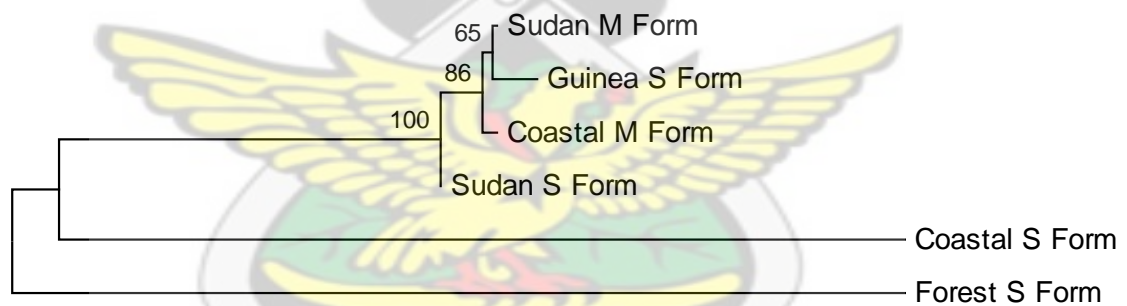 65
Sudan M Form
86
Guinea S Form
100
Coastal M Form
Sudan S Form
Coastal S Form
Forest S Form